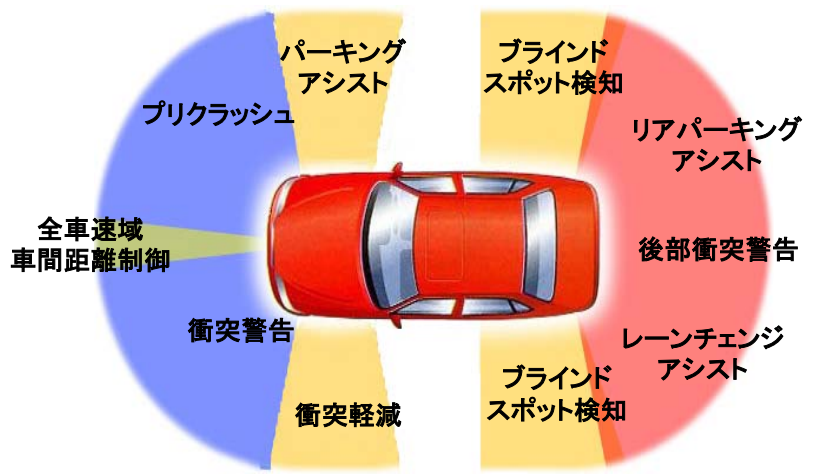 パーキング
アシスト
ブラインド
スポット検知
プリクラッシュ
リアパーキング
アシスト
全車速域
車間距離制御
後部衝突警告
衝突警告
レーンチェンジ
アシスト
衝突軽減
ブラインド
スポット検知